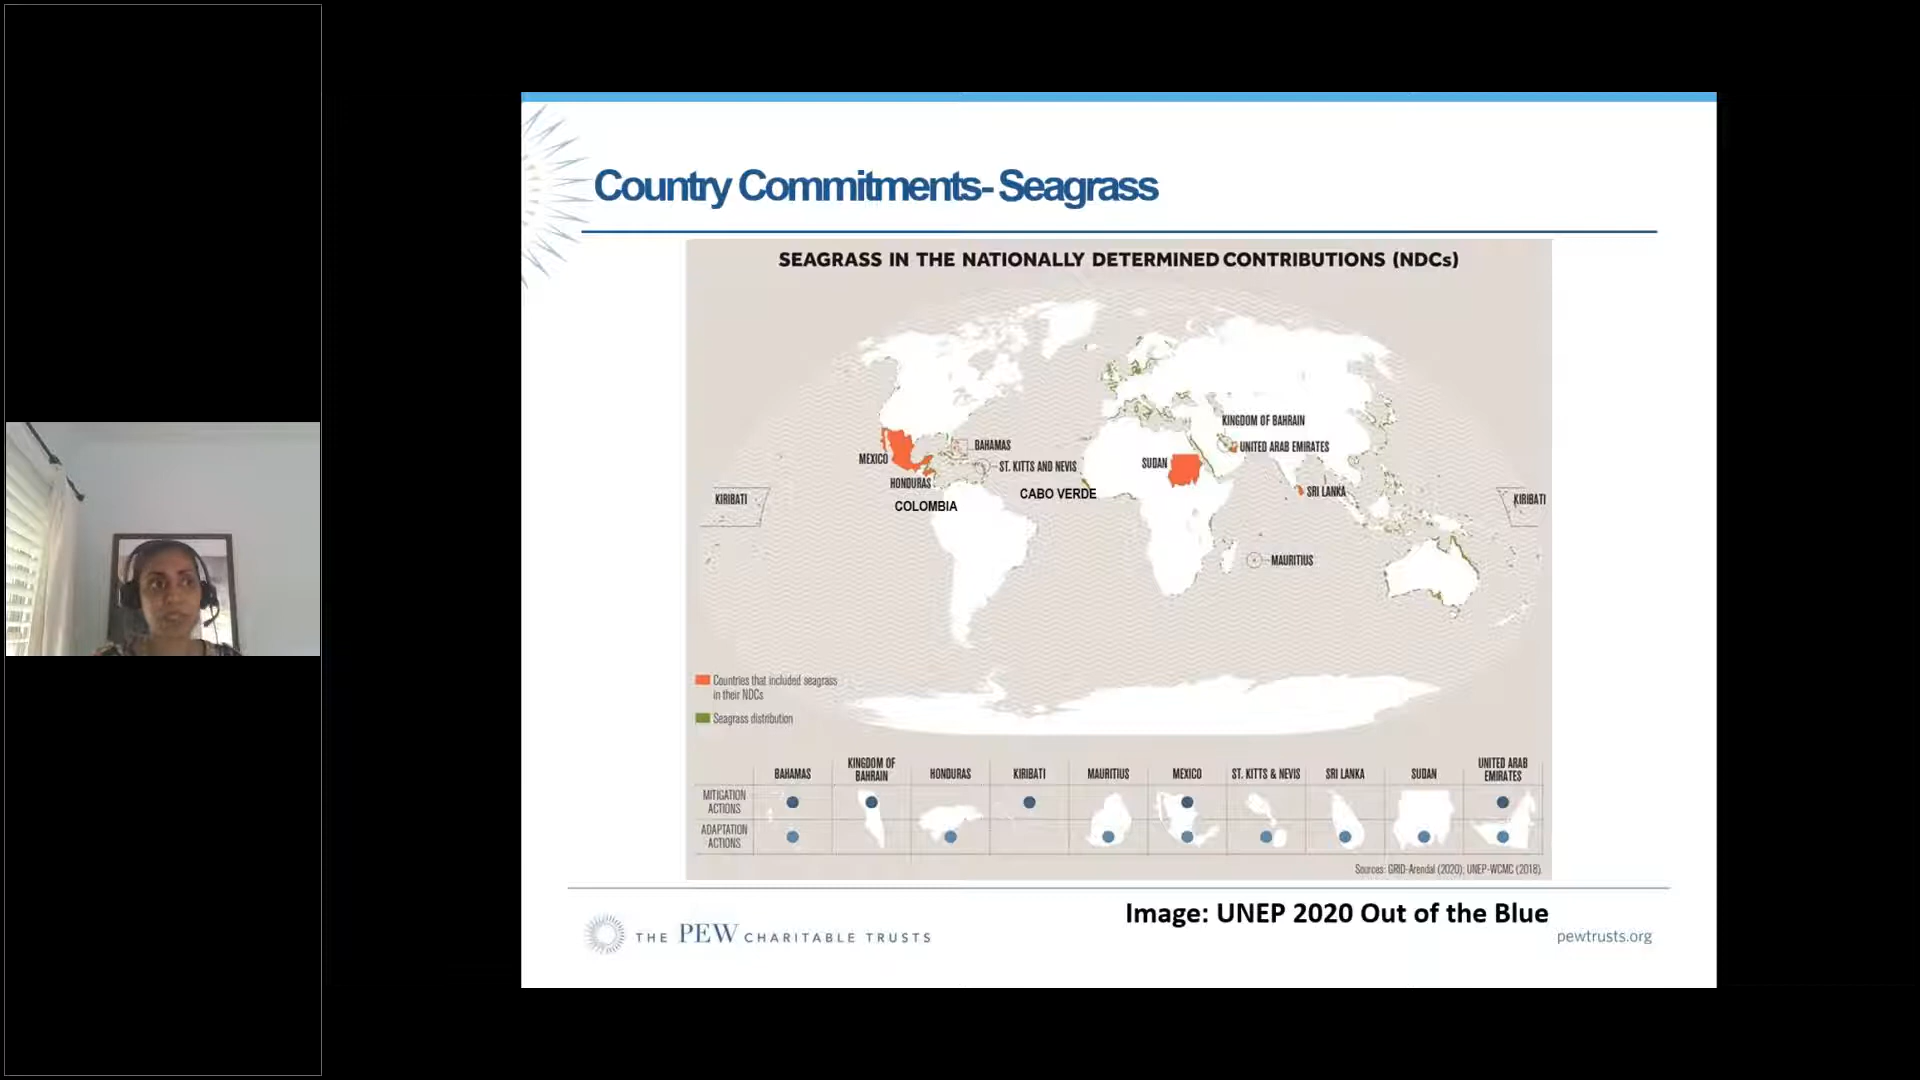 Country Commitments- Seagrass
SEAGRASS IN THE NATIONALLY DETERMINED CONTRIBUTIONS (NDCs)
KINGDOM OF BAHRAIN
BAHAMAS
UNITED ARAB EMIRATES
MEXICO
ST. KITTS AND NEVIS
SUDAN
HONDURAS
CABO VERDE
SRI LANKA
KIRIBATI
KIRIBATI
COLOMBIA
MAURITIUS
Countries that included seagrass
in their NDCs
Seagrass distribution
BAHAMAS
KINGDOM OF
BAHRAIN
HONDURAS
KIRIBATI
MAURITIUS
MEXICO
ST. KITTS & NEVIS
SRI LANKA
SUDAN
UNITED ARAB
EMIRATES
MITIGATION
ACTIONS
ADAPTATION
ACTIONS
Sources: GRID-Arendal (2020); UNEP-WCMC (2018).
Image: UNEP 2020 Out of the Blue
THE PEW CHARITABLE TRUSTS
pewtrusts.org